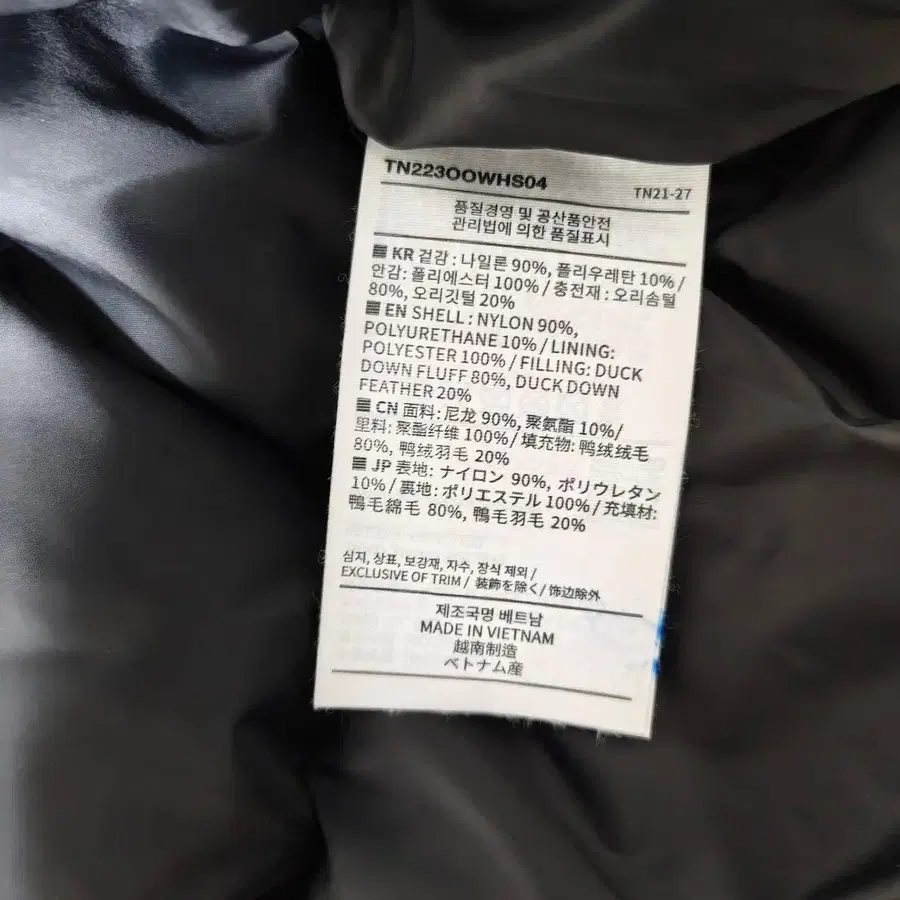 TN223OOWHS04
TN21-27
품질경영 및 공산품안전
관리법에 의한 품질표시
KR 겉감 : 나일론 90%, 폴리우레탄 10% /
안감: 폴리에스터 100% / 충전재 : 오리솜털
80%, 오리깃털 20%
EN SHELL : NYLON 90%,
POLYURETHANE 10% / LINING:
POLYESTER 100% / FILLING: DUCK
DOWN FLUFF 80%, DUCK DOWN
FEATHER 20%
CN 面料: 尼龙 90%, 聚氨酯 10%/
里料: 聚酯纤维 100% / 填充物: 鸭绒绒毛
80%, 鸭绒羽毛 20%
JP 表地: ナイロン 90%, ポリウレタン
10% / 裏地: ポリエステル 100% / 充填材:
鴨毛綿毛 80%, 鴨毛羽毛 20%
심지, 상표, 보강재, 자수, 장식 제외 /
EXCLUSIVE OF TRIM / 装飾を除く/ 饰边除外
제조국명 베트남
MADE IN VIETNAM
越南制造
ベトナム産